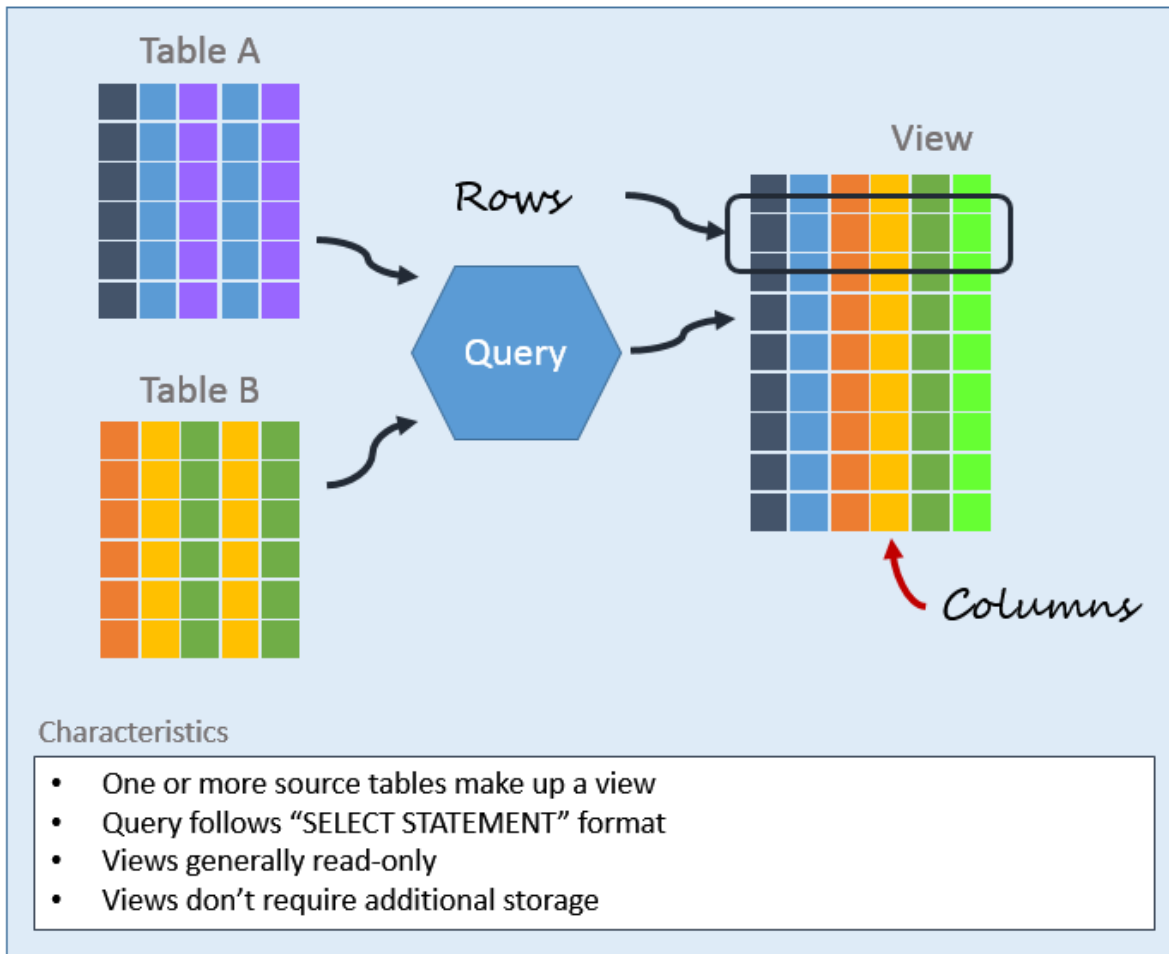 Table A
View
Rows
Query
Table B
Columns
Characteristics
• One or more source tables make up a view
• Query follows “SELECT STATEMENT” format
• Views generally read-only
• Views don’t require additional storage